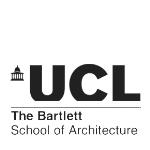 UCL
The Bartlett
School of Architecture